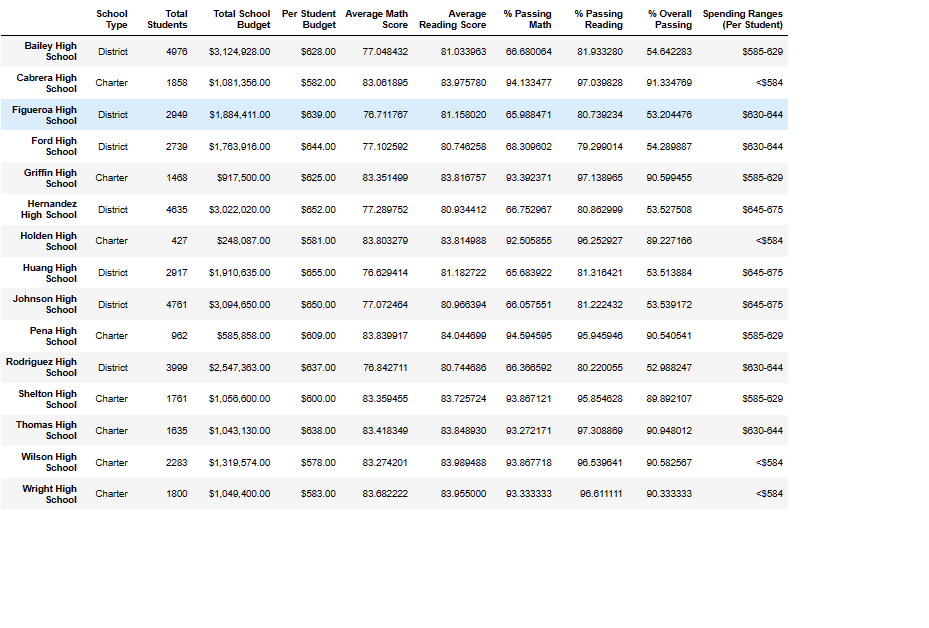 School Type Total Students Total School Budget Per Student Budget Average Math Score Average Reading Score % Passing Math % Passing Reading % Overall Passing Spending Ranges (Per Student)
Bailey High School District 4976 $3,124,928.00 $628.00 77.048432 81.033963 66.680064 81.933280 54.642283 $585-629
Cabrera High School Charter 1858 $1,081,356.00 $582.00 83.061895 83.975780 94.133477 97.039828 91.334769 <$584
Figueroa High School District 2949 $1,884,411.00 $639.00 76.711767 81.158020 65.988471 80.739234 53.204476 $630-644
Ford High School District 2739 $1,763,916.00 $644.00 77.102592 80.746258 68.309602 79.299014 54.289887 $630-644
Griffin High School Charter 1468 $917,500.00 $625.00 83.351499 83.816757 93.392371 97.138965 90.599455 $585-629
Hernandez High School District 4635 $3,022,020.00 $652.00 77.289752 80.934412 66.752967 80.862999 53.527508 $645-675
Holden High School Charter 427 $248,087.00 $581.00 83.803279 83.814988 92.505855 96.252927 89.227166 <$584
Huang High School District 2917 $1,910,635.00 $655.00 76.629414 81.182722 65.683922 81.316421 53.513884 $645-675
Johnson High School District 4761 $3,094,650.00 $650.00 77.072464 80.966394 66.057551 81.222432 53.539172 $645-675
Pena High School Charter 962 $585,858.00 $609.00 83.839917 84.044699 94.594595 95.945946 90.540541 $585-629
Rodriguez High School District 3999 $2,547,363.00 $637.00 76.842711 80.744686 66.366592 80.220055 52.988247 $630-644
Shelton High School Charter 1761 $1,056,600.00 $600.00 83.359455 83.725724 93.867121 95.854628 89.892107 $585-629
Thomas High School Charter 1635 $1,043,130.00 $638.00 83.418349 83.848930 93.272171 97.308869 90.948012 $630-644
Wilson High School Charter 2283 $1,319,574.00 $578.00 83.274201 83.989488 93.867718 96.539641 90.582567 <$584
Wright High School Charter 1800 $1,049,400.00 $583.00 83.682222 83.955000 93.333333 96.611111 90.333333 <$584